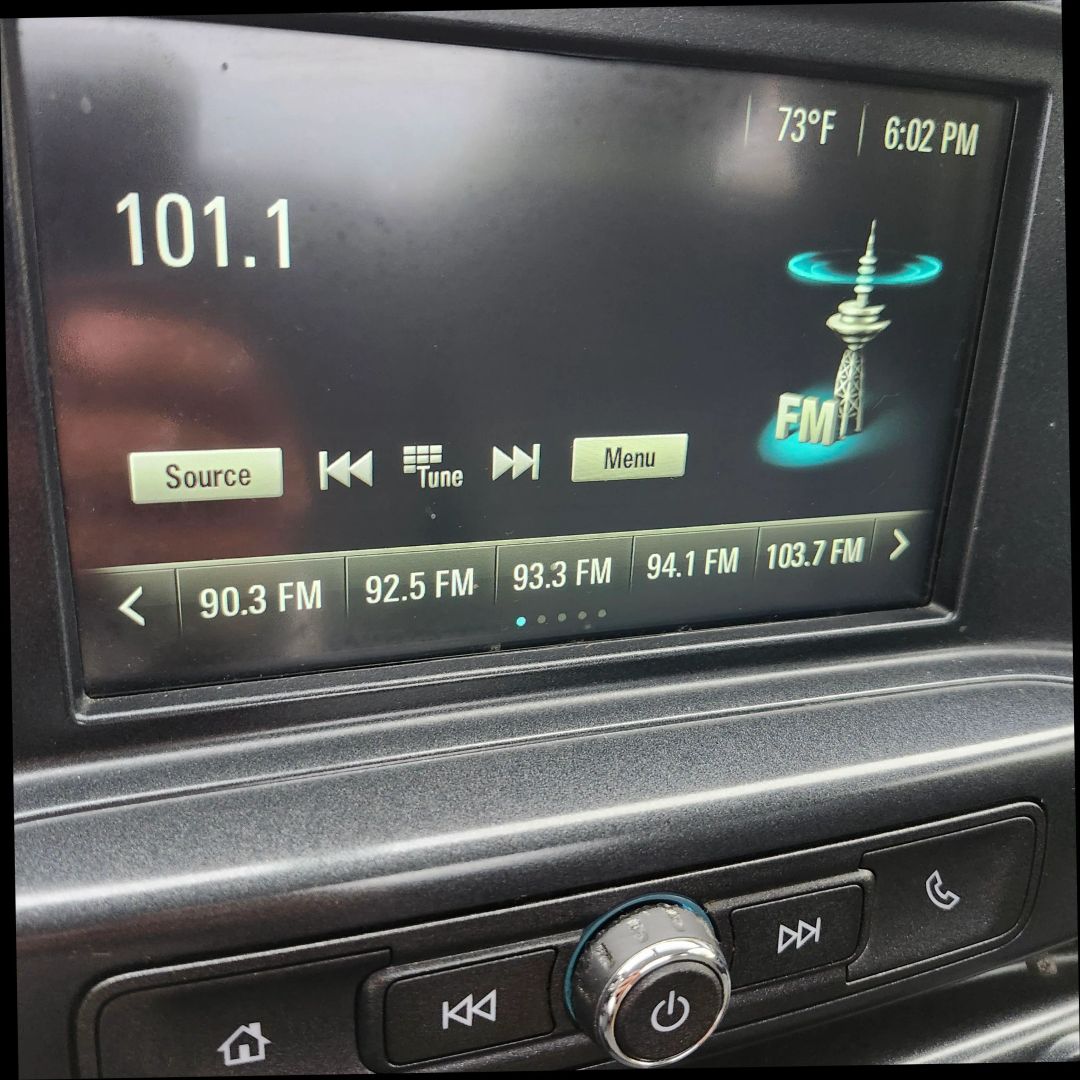 73°F 6:02 PM
101.1
FM
Source Tune Menu
90.3 FM 92.5 FM 93.3 FM 94.1 FM 103.7 FM